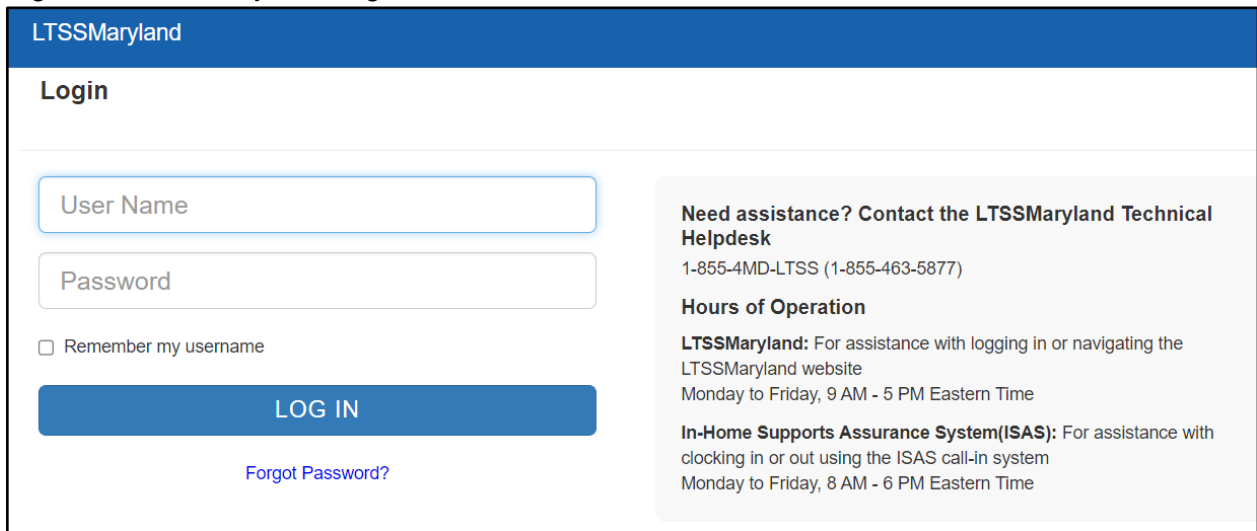 LTSSMaryland
Login
User Name
Password
Remember my username
LOG IN
Forgot Password?
Need assistance? Contact the LTSSMaryland Technical
Helpdesk
1-855-4MD-LTSS (1-855-463-5877)
Hours of Operation
LTSSMaryland: For assistance with logging in or navigating the
LTSSMaryland website
Monday to Friday, 9 AM - 5 PM Eastern Time
In-Home Supports Assurance System(ISAS): For assistance with
clocking in or out using the ISAS call-in system
Monday to Friday, 8 AM - 6 PM Eastern Time